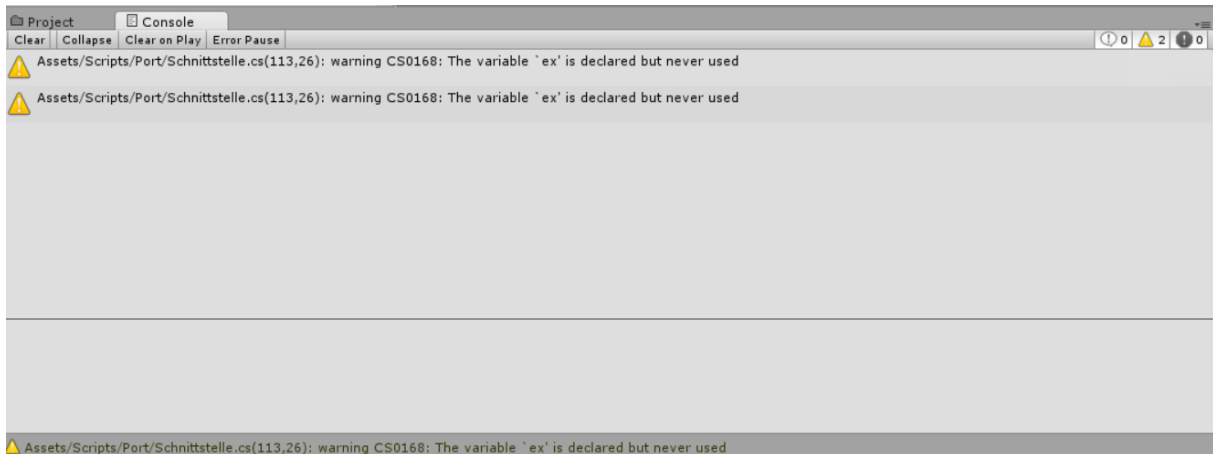 Project Console
Clear Collapse Clear on Play Error Pause 0 2 0
Assets/Scripts/Port/Schnittstelle.cs(113,26): warning CS0168: The variable `ex' is declared but never used
Assets/Scripts/Port/Schnittstelle.cs(113,26): warning CS0168: The variable `ex' is declared but never used
Assets/Scripts/Port/Schnittstelle.cs(113,26): warning CS0168: The variable `ex' is declared but never used